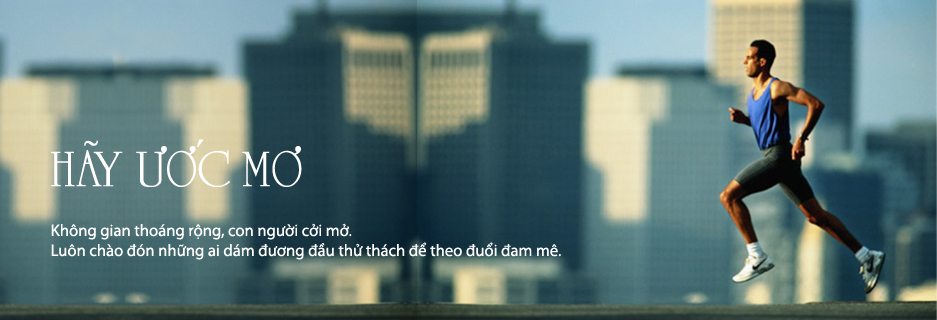 HÃY ƯỚC MƠ
Không gian thoáng rộng, con người cởi mở.
Luôn chào đón những ai dám đương đầu thử thách để theo đuổi đam mê.